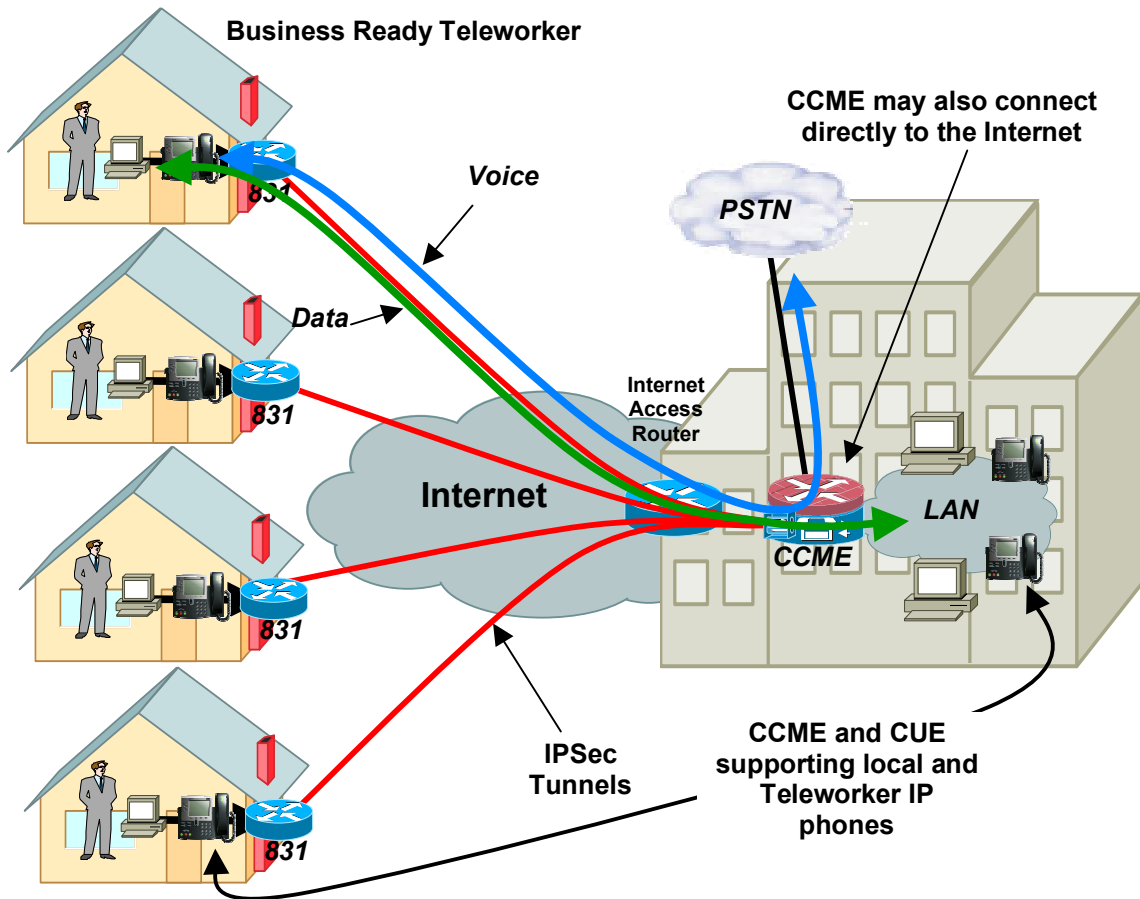 Business Ready Teleworker
CCME may also connect
directly to the Internet
831
Voice
PSTN
Data
831
Internet
Access
Router
Internet
LAN
CCME
831
IPSec
Tunnels
CCME and CUE
supporting local and
Teleworker IP
phones
831